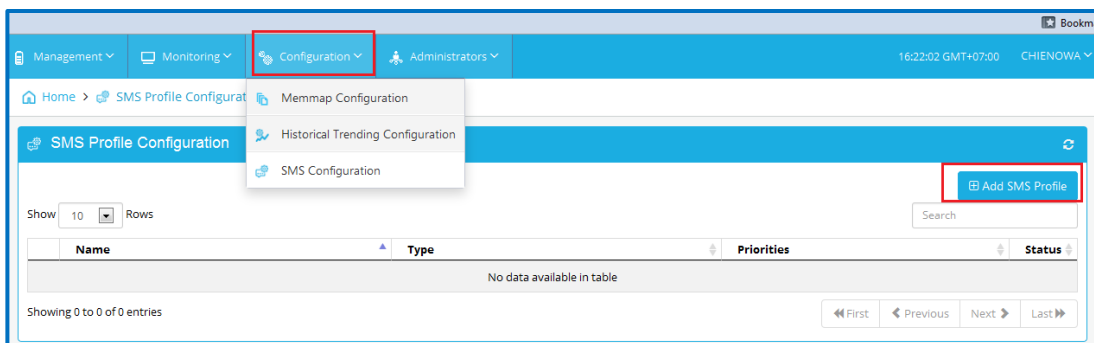 Bookm
Management Monitoring Configuration Administrators 16:22:02 GMT+07:00 CHIENOWA
Home > SMS Profile Configurat
Memmap Configuration
Historical Trending Configuration
SMS Configuration
SMS Profile Configuration
Add SMS Profile
Show 10 Rows Search
Name Type Priorities Status
No data available in table
Showing 0 to 0 of 0 entries First Previous Next Last